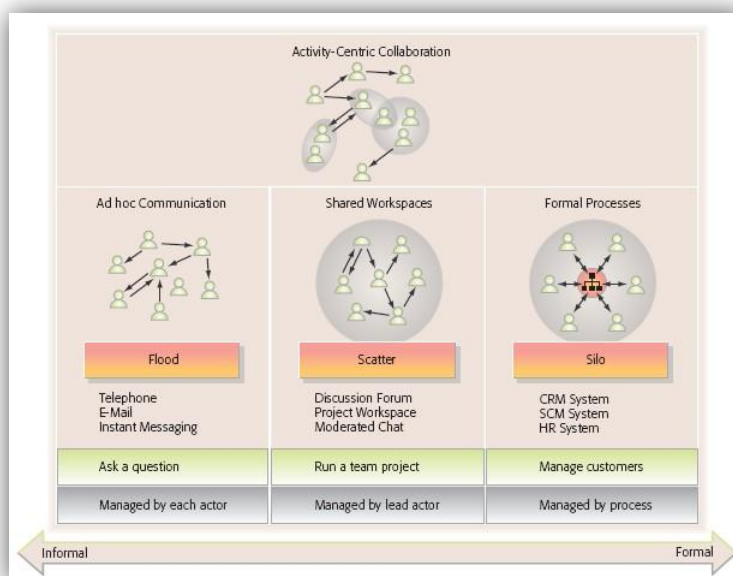 Activity-Centric Collaboration
Ad hoc Communication
Shared Workspaces
Formal Processes
Flood
Scatter
Silo
Telephone
E-Mail
Instant Messaging
Discussion Forum
Project Workspace
Moderated Chat
CRM System
SCM System
HR System
Ask a question
Run a team project
Manage customers
Managed by each actor
Managed by lead actor
Managed by process
Informal
Formal